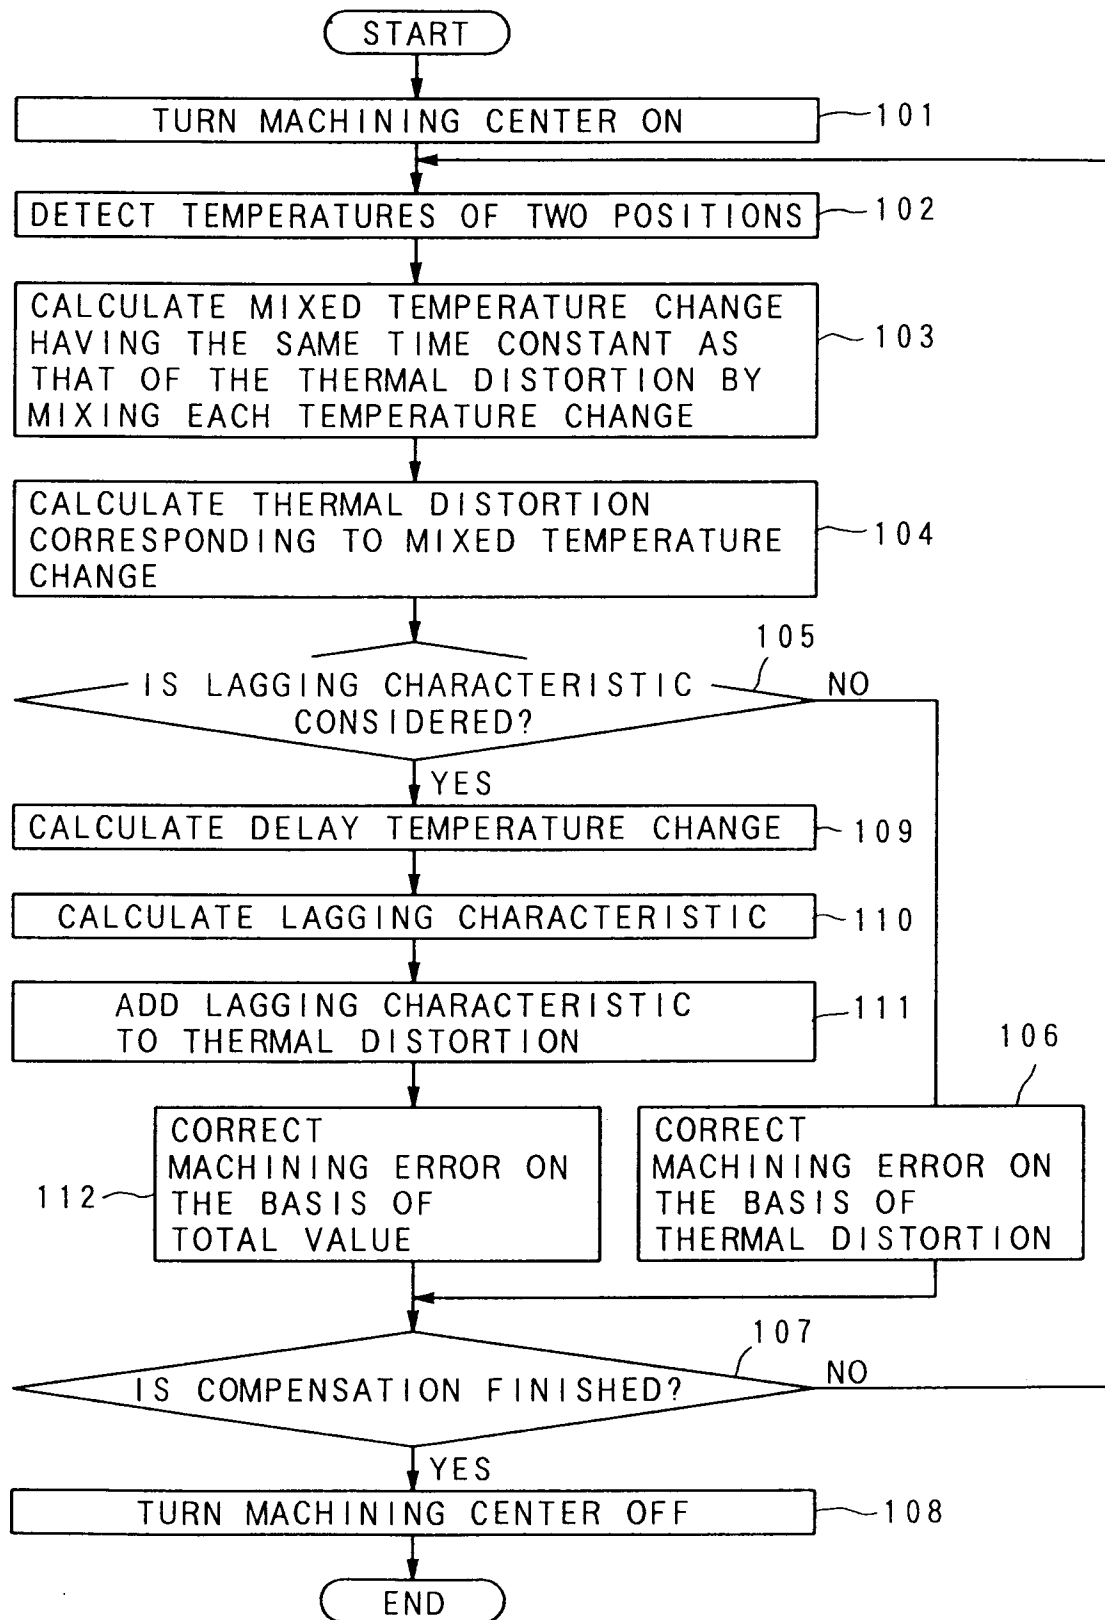 START
TURN MACHINING CENTER ON
101
DETECT TEMPERATURES OF TWO POSITIONS
102
CALCULATE MIXED TEMPERATURE CHANGE
HAVING THE SAME TIME CONSTANT AS
THAT OF THE THERMAL DISTORTION BY
MIXING EACH TEMPERATURE CHANGE
103
CALCULATE THERMAL DISTORTION
CORRESPONDING TO MIXED TEMPERATURE
CHANGE
104
105
IS LAGGING CHARACTERISTIC
CONSIDERED?
NO
YES
CALCULATE DELAY TEMPERATURE CHANGE
109
CALCULATE LAGGING CHARACTERISTIC
110
ADD LAGGING CHARACTERISTIC
TO THERMAL DISTORTION
111
106
112
CORRECT
MACHINING ERROR ON
THE BASIS OF
TOTAL VALUE
CORRECT
MACHINING ERROR ON
THE BASIS OF
THERMAL DISTORTION
107
IS COMPENSATION FINISHED?
NO
YES
TURN MACHINING CENTER OFF
108
END